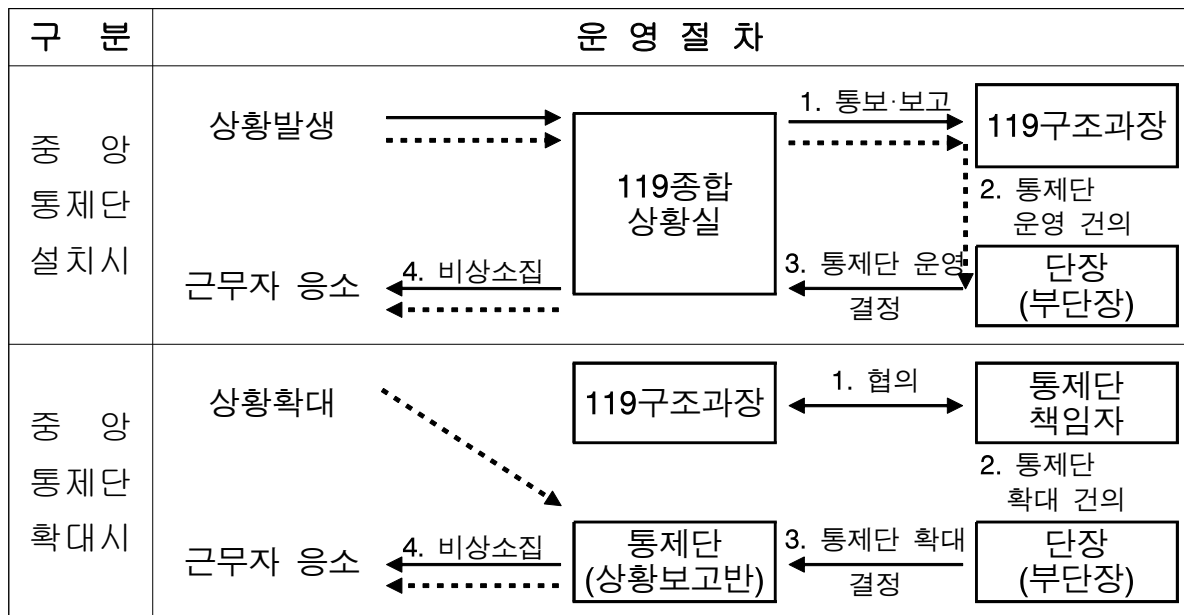 구 분
운 영 절 차
중 앙
통제단
설치시
상황발생
1. 통보·보고
119구조과장
119종합
상황실
2. 통제단
운영 건의
근무자 응소
4. 비상소집
3. 통제단 운영
결정
단장
(부단장)
중 앙
통제단
확대시
상황확대
119구조과장
1. 협의
통제단
책임자
2. 통제단
확대 건의
근무자 응소
4. 비상소집
통제단
(상황보고반)
3. 통제단 확대
결정
단장
(부단장)